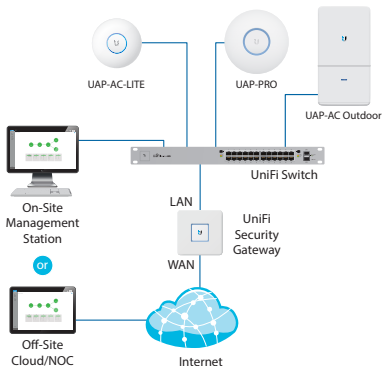 UAP-AC-LITE
UAP-PRO
UAP-AC Outdoor
UniFi Switch
On-Site
Management
Station
LAN
UniFi
Security
Gateway
WAN
or
Off-Site
Cloud/NOC
Internet